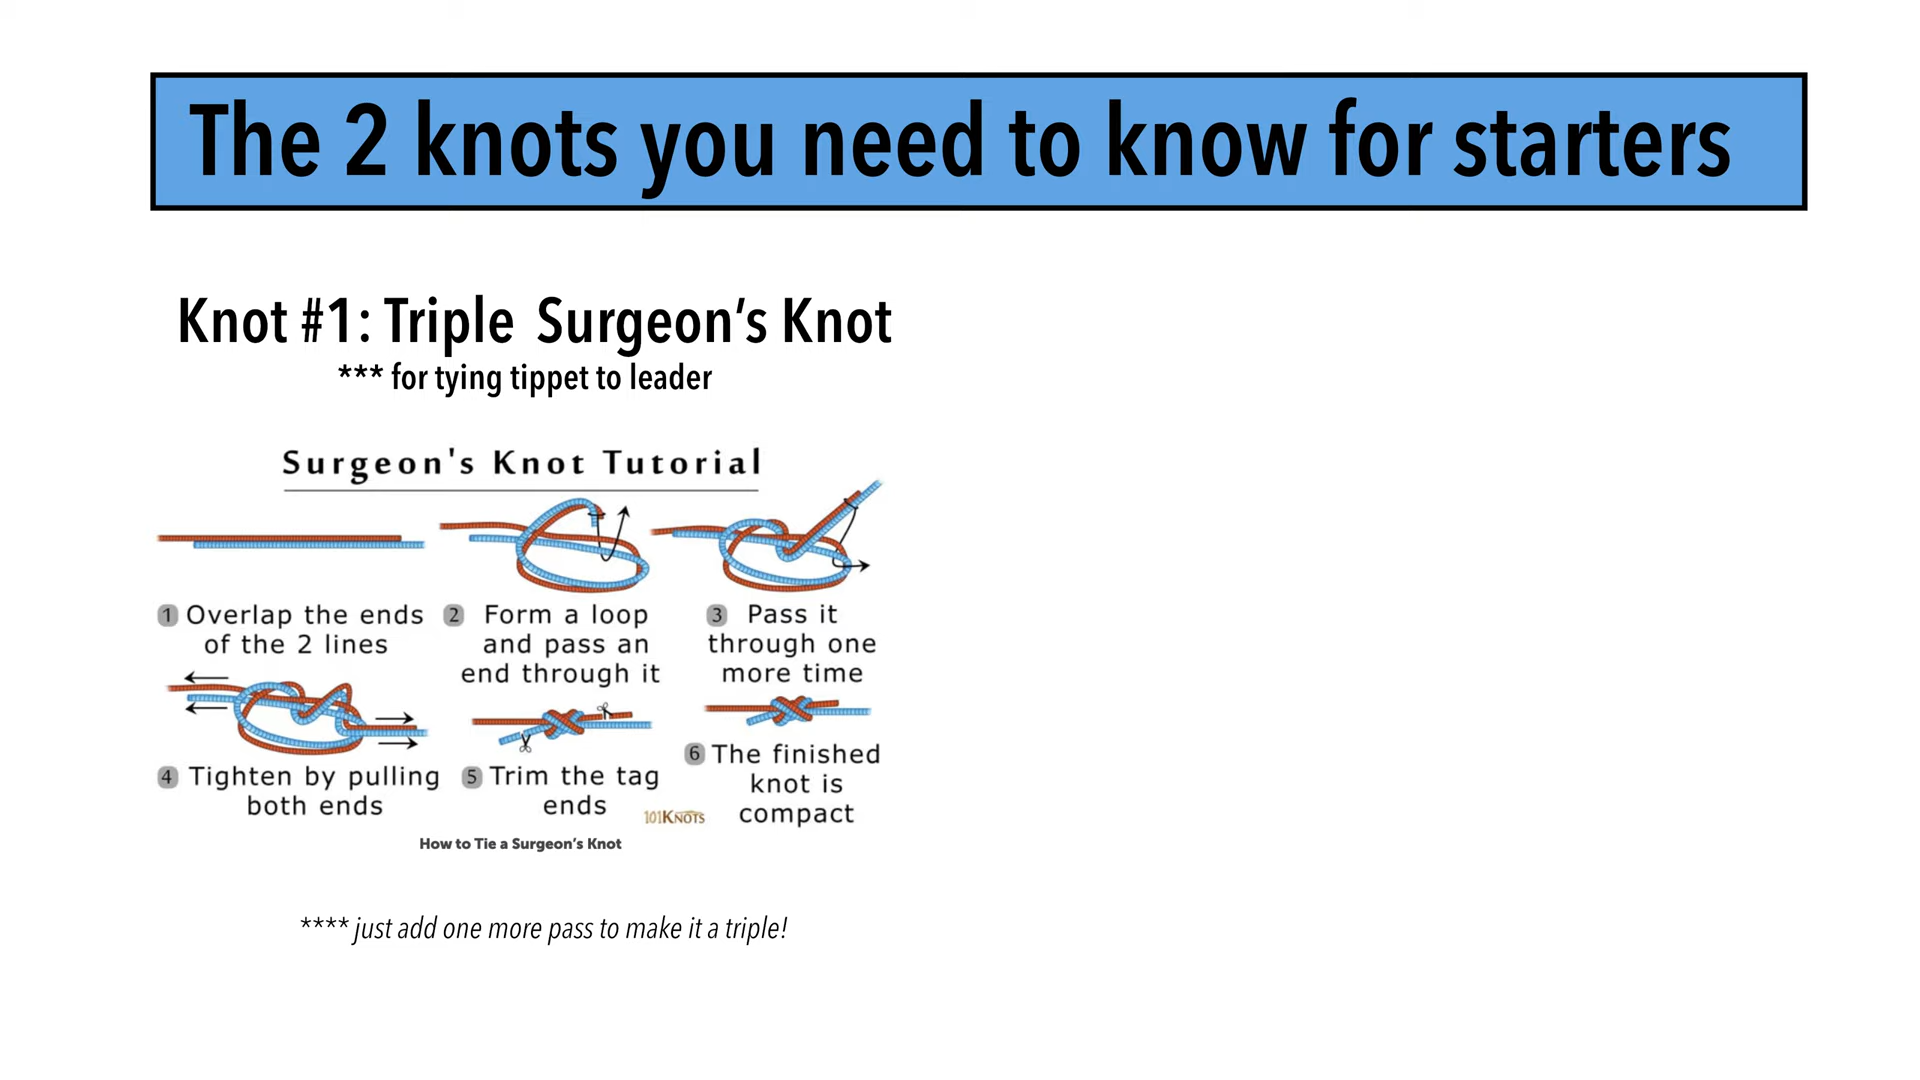 The 2 knots you need to know for starters
Knot #1: Triple Surgeon‘s Knot
*** for tying tippet to leader
Surgeon's Knot Tutorial
1 Overlap the ends
of the 2 lines
2 Form a loop
and pass an
end through it
3 Pass it
through one
more time
4 Tighten by pulling
both ends
5 Trim the tag
ends
6 The finished
knot is
compact
101KNOTS
How to Tie a Surgeon's Knot
**** just add one more pass to make it a triple!